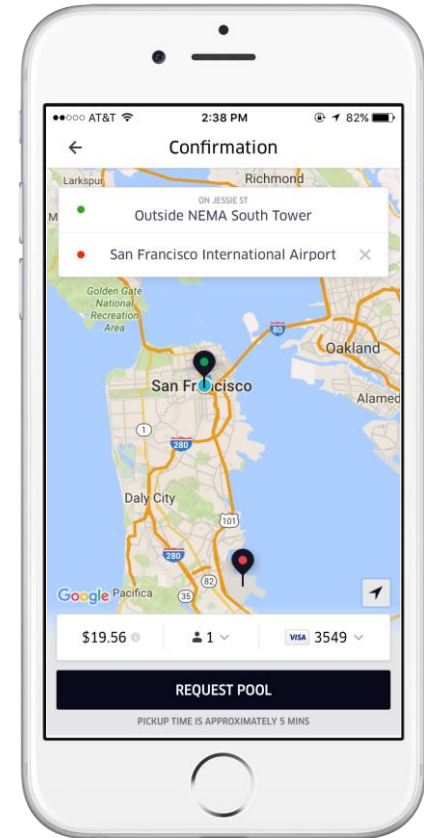 ●●○○○ AT&T 2:38 PM 82%
← Confirmation
Larkspur Richmond
ON JESSIE ST
Outside NEMA South Tower
San Francisco International Airport ×
Golden Gate
National
Recreation
Area
80
Oakland
San Francisco
Alamed
1
280
Daly City
101
280
82
Google Pacifica
35
$19.56 1 VISA 3549
REQUEST POOL
PICKUP TIME IS APPROXIMATELY 5 MINS